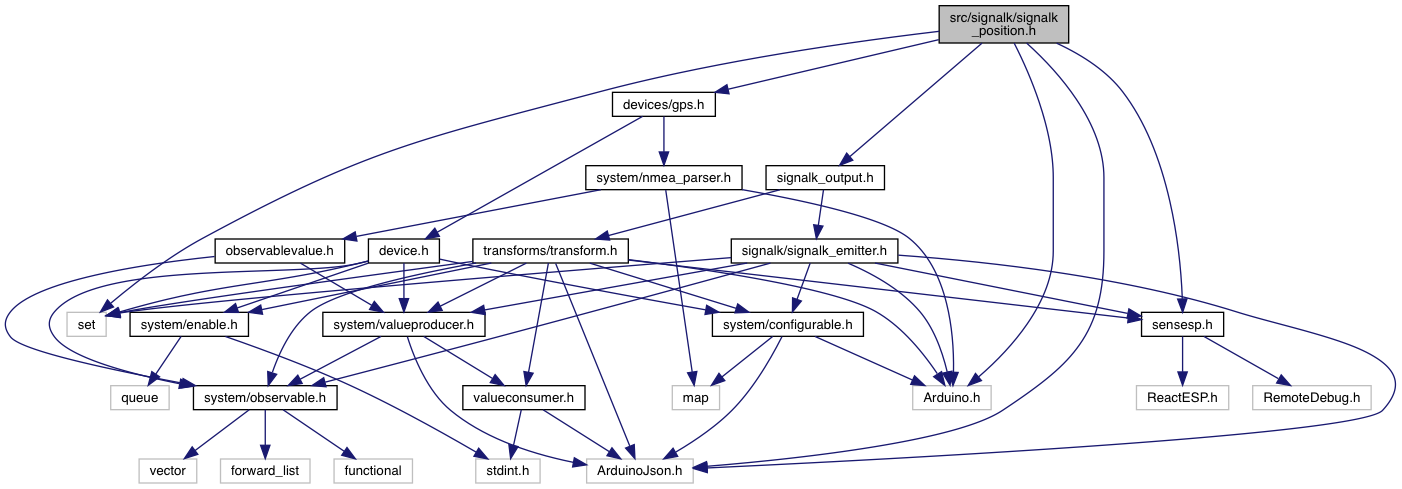 src/signalk/signalk
_position.h
devices/gps.h
system/nmea_parser.h
signalk_output.h
observablevalue.h
device.h
transforms/transform.h
signalk/signalk_emitter.h
set
system/enable.h
system/valueproducer.h
system/configurable.h
sensesp.h
queue
system/observable.h
valueconsumer.h
map
Arduino.h
ReactESP.h
RemoteDebug.h
vector
forward_list
functional
stdint.h
ArduinoJson.h